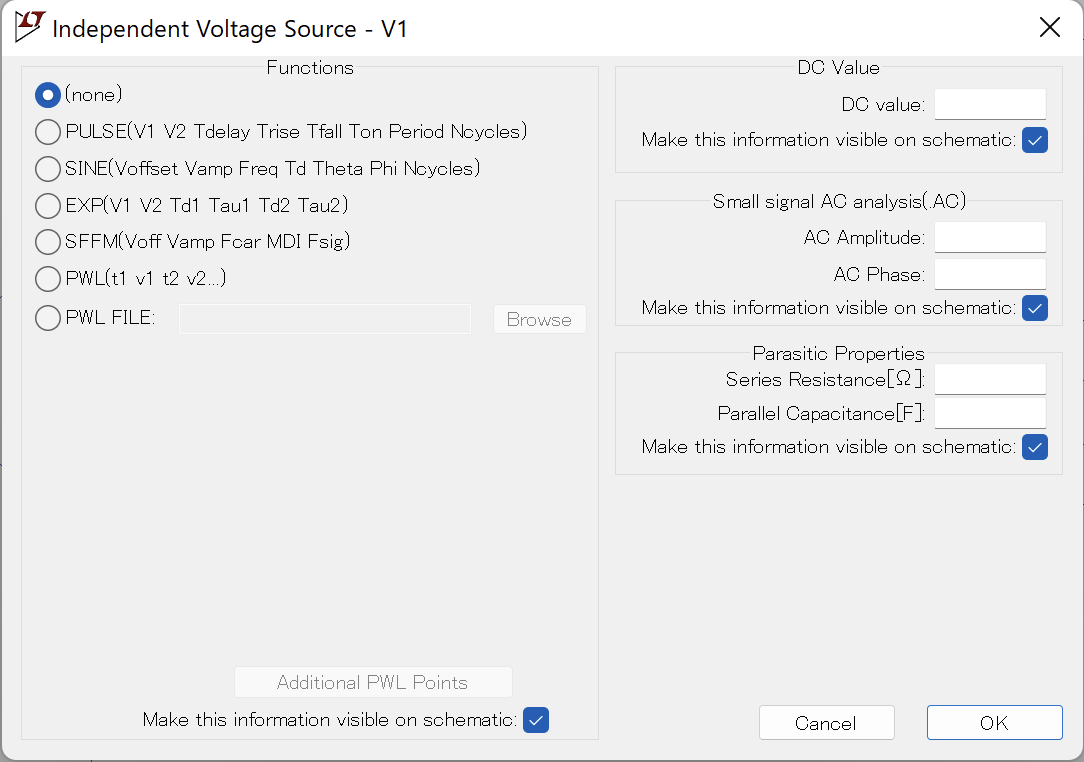 LT
Independent Voltage Source - V1
Functions
(none)
PULSE(V1 V2 Tdelay Trise Tfall Ton Period Ncycles)
SINE(Voffset Vamp Freq Td Theta Phi Ncycles)
EXP(V1 V2 Td1 Tau1 Td2 Tau2)
SFFM(Voff Vamp Fcar MDI Fsig)
PWL(t1 v1 t2 v2...)
PWL FILE:
Browse
Additional PWL Points
Make this information visible on schematic:
DC Value
DC value:
Make this information visible on schematic:
Small signal AC analysis(.AC)
AC Amplitude:
AC Phase:
Make this information visible on schematic:
Parasitic Properties
Series Resistance[Ω]:
Parallel Capacitance[F]:
Make this information visible on schematic:
Cancel
OK